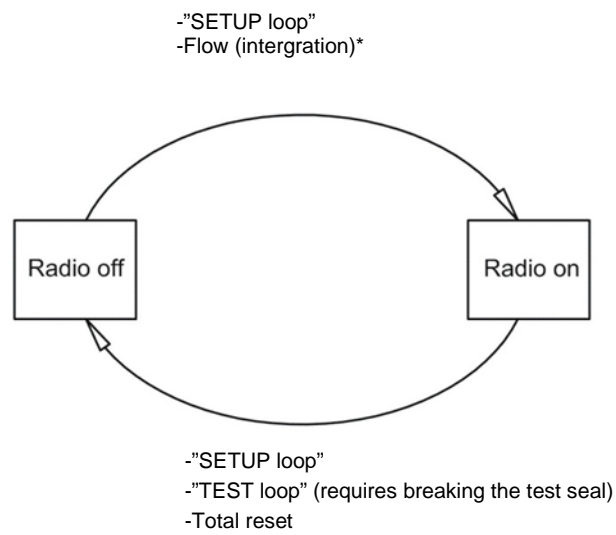 -”SETUP loop”
-Flow (intergration)*
Radio off
Radio on
-”SETUP loop”
-”TEST loop” (requires breaking the test seal)
-Total reset